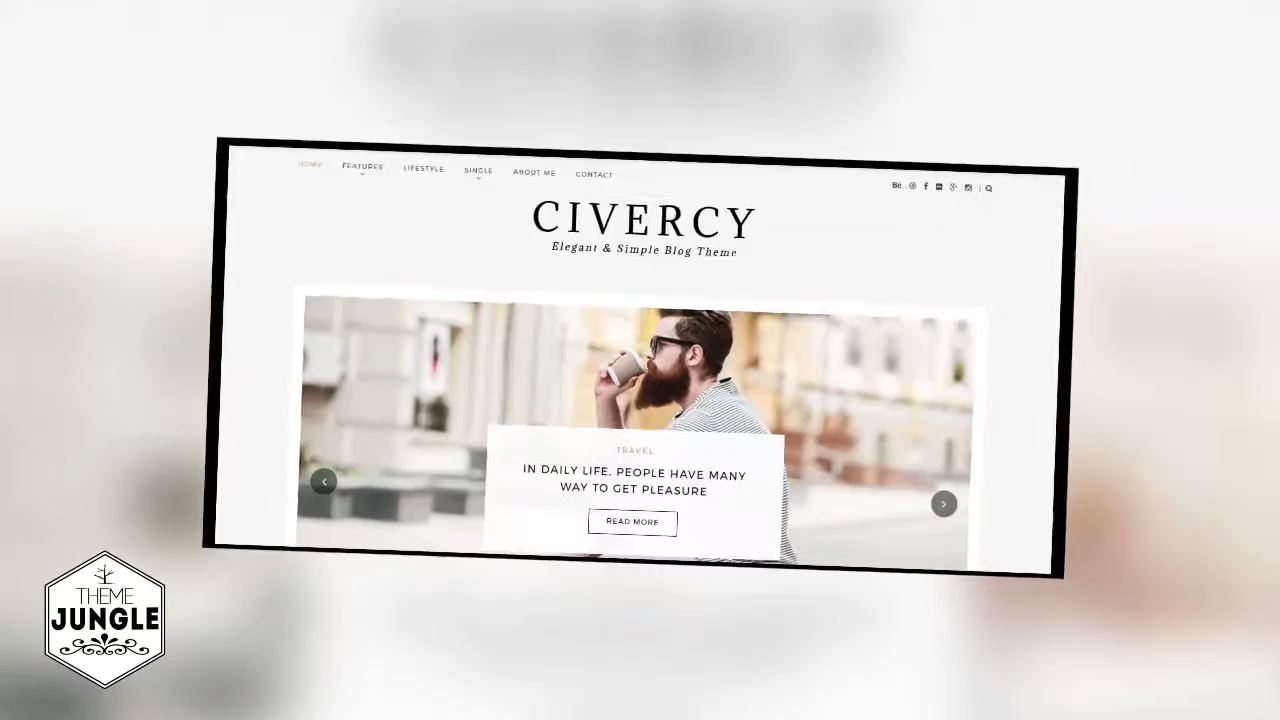 HOME FEATURES LIFESTYLE SINGLE ABOUT ME CONTACT
Bē
CIVERCY
Elegant & Simple Blog Theme
TRAVEL
IN DAILY LIFE. PEOPLE HAVE MANY
WAY TO GET PLEASURE
READ MORE
THEME
JUNGLE